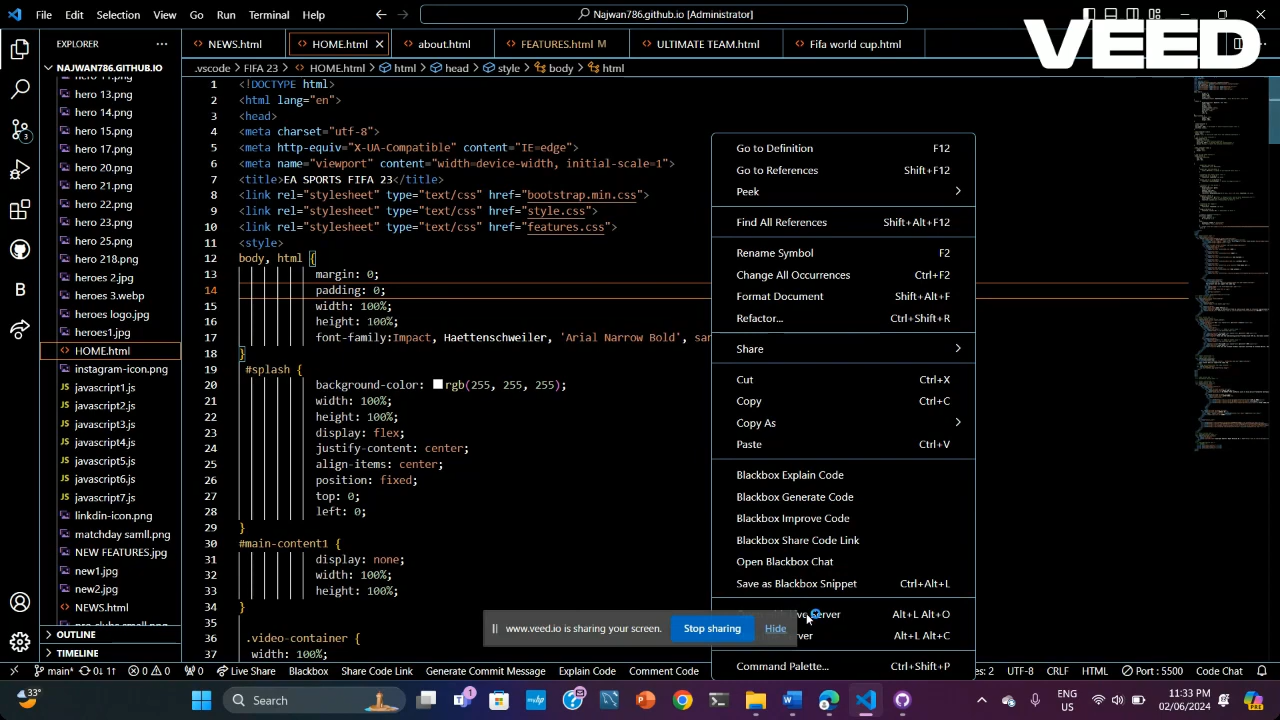 File Edit Selection View Go Run Terminal Help
Najwan786.github.io [Administrator]
VEED
EXPLORER
NEWS.html
HOME.html
about.html
FEATURES.html M
ULTIMATE TEAM.html
Fifa world cup.html
NAJWAN786.GITHUB.IO
.vscode > FIFA 23 > HOME.html > html > head > style > body > html
hero 13.png
hero 14.png
hero 15.png
hero 17.png
hero 20.png
hero 21.png
hero 22.png
hero 23.png
hero 25.png
hero 218.png
heroes 2.jpg
heroes 3.webp
heroes logo.jpg
heroes1.jpg
HOME.html
instagram-icon.png
javascript1.js
javascript2.js
javascript3.js
javascript4.js
javascript5.js
javascript6.js
javascript7.js
linkdin-icon.png
matchday samll.png
NEW FEATURES.jpg
new1.jpg
new2.jpg
NEWS.html
OUTLINE
TIMELINE
1 <!DOCTYPE html>
2 <html lang="en">
3 <head>
4 <meta charset="utf-8">
5 <meta http-equiv="X-UA-Compatible" content="IE=edge">
6 <meta name="viewport" content="width=device-width, initial-scale=1">
7 <title>EA SPORTS FIFA 23</title>
8 <link rel="stylesheet" type="text/css" href="bootstrap.min.css">
9 <link rel="stylesheet" type="text/css" href="style.css">
10 <link rel="stylesheet" type="text/css" href="features.css">
11 <style>
12 body, html {
13 margin: 0;
14 padding: 0;
15 width: 100%;
16 height: 100%;
17 font-family:Impact, Haettenschweiler, 'Arial Narrow Bold', san
18 }
19 #splash {
20 background-color: rgb(255, 255, 255);
21 width: 100%;
22 height: 100%;
23 display: flex;
24 justify-content: center;
25 align-items: center;
26 position: fixed;
27 top: 0;
28 left: 0;
29 }
30 #main-content1 {
31 display: none;
32 width: 100%;
33 height: 100%;
34 }
35
36 .video-container {
37 width: 100%;
Go to Definition F12
Go to References Shift+F12
Peek
Find All References Shift+Alt+F12
Rename Symbol F2
Change All Occurrences Ctrl+F2
Format Document Shift+Alt+F
Refactor... Ctrl+Shift+R
Share
Cut Ctrl+X
Copy Ctrl+C
Copy As
Paste Ctrl+V
Blackbox Explain Code
Blackbox Generate Code
Blackbox Improve Code
Blackbox Share Code Link
Open Blackbox Chat
Save as Blackbox Snippet Ctrl+Alt+L
Server Alt+L Alt+O
Alt+L Alt+C
Command Palette... Ctrl+Shift+P
www.veed.io is sharing your screen.
Stop sharing
Hide
main* 0↓ 1↑ 0 0 0 Live Share Blackbox Share Code Link Generate Commit Message Explain Code Comment Code
UTF-8 CRLF HTML Port : 5500 Code Chat
33°
Search
ENG
US
11:33 PM
02/06/2024